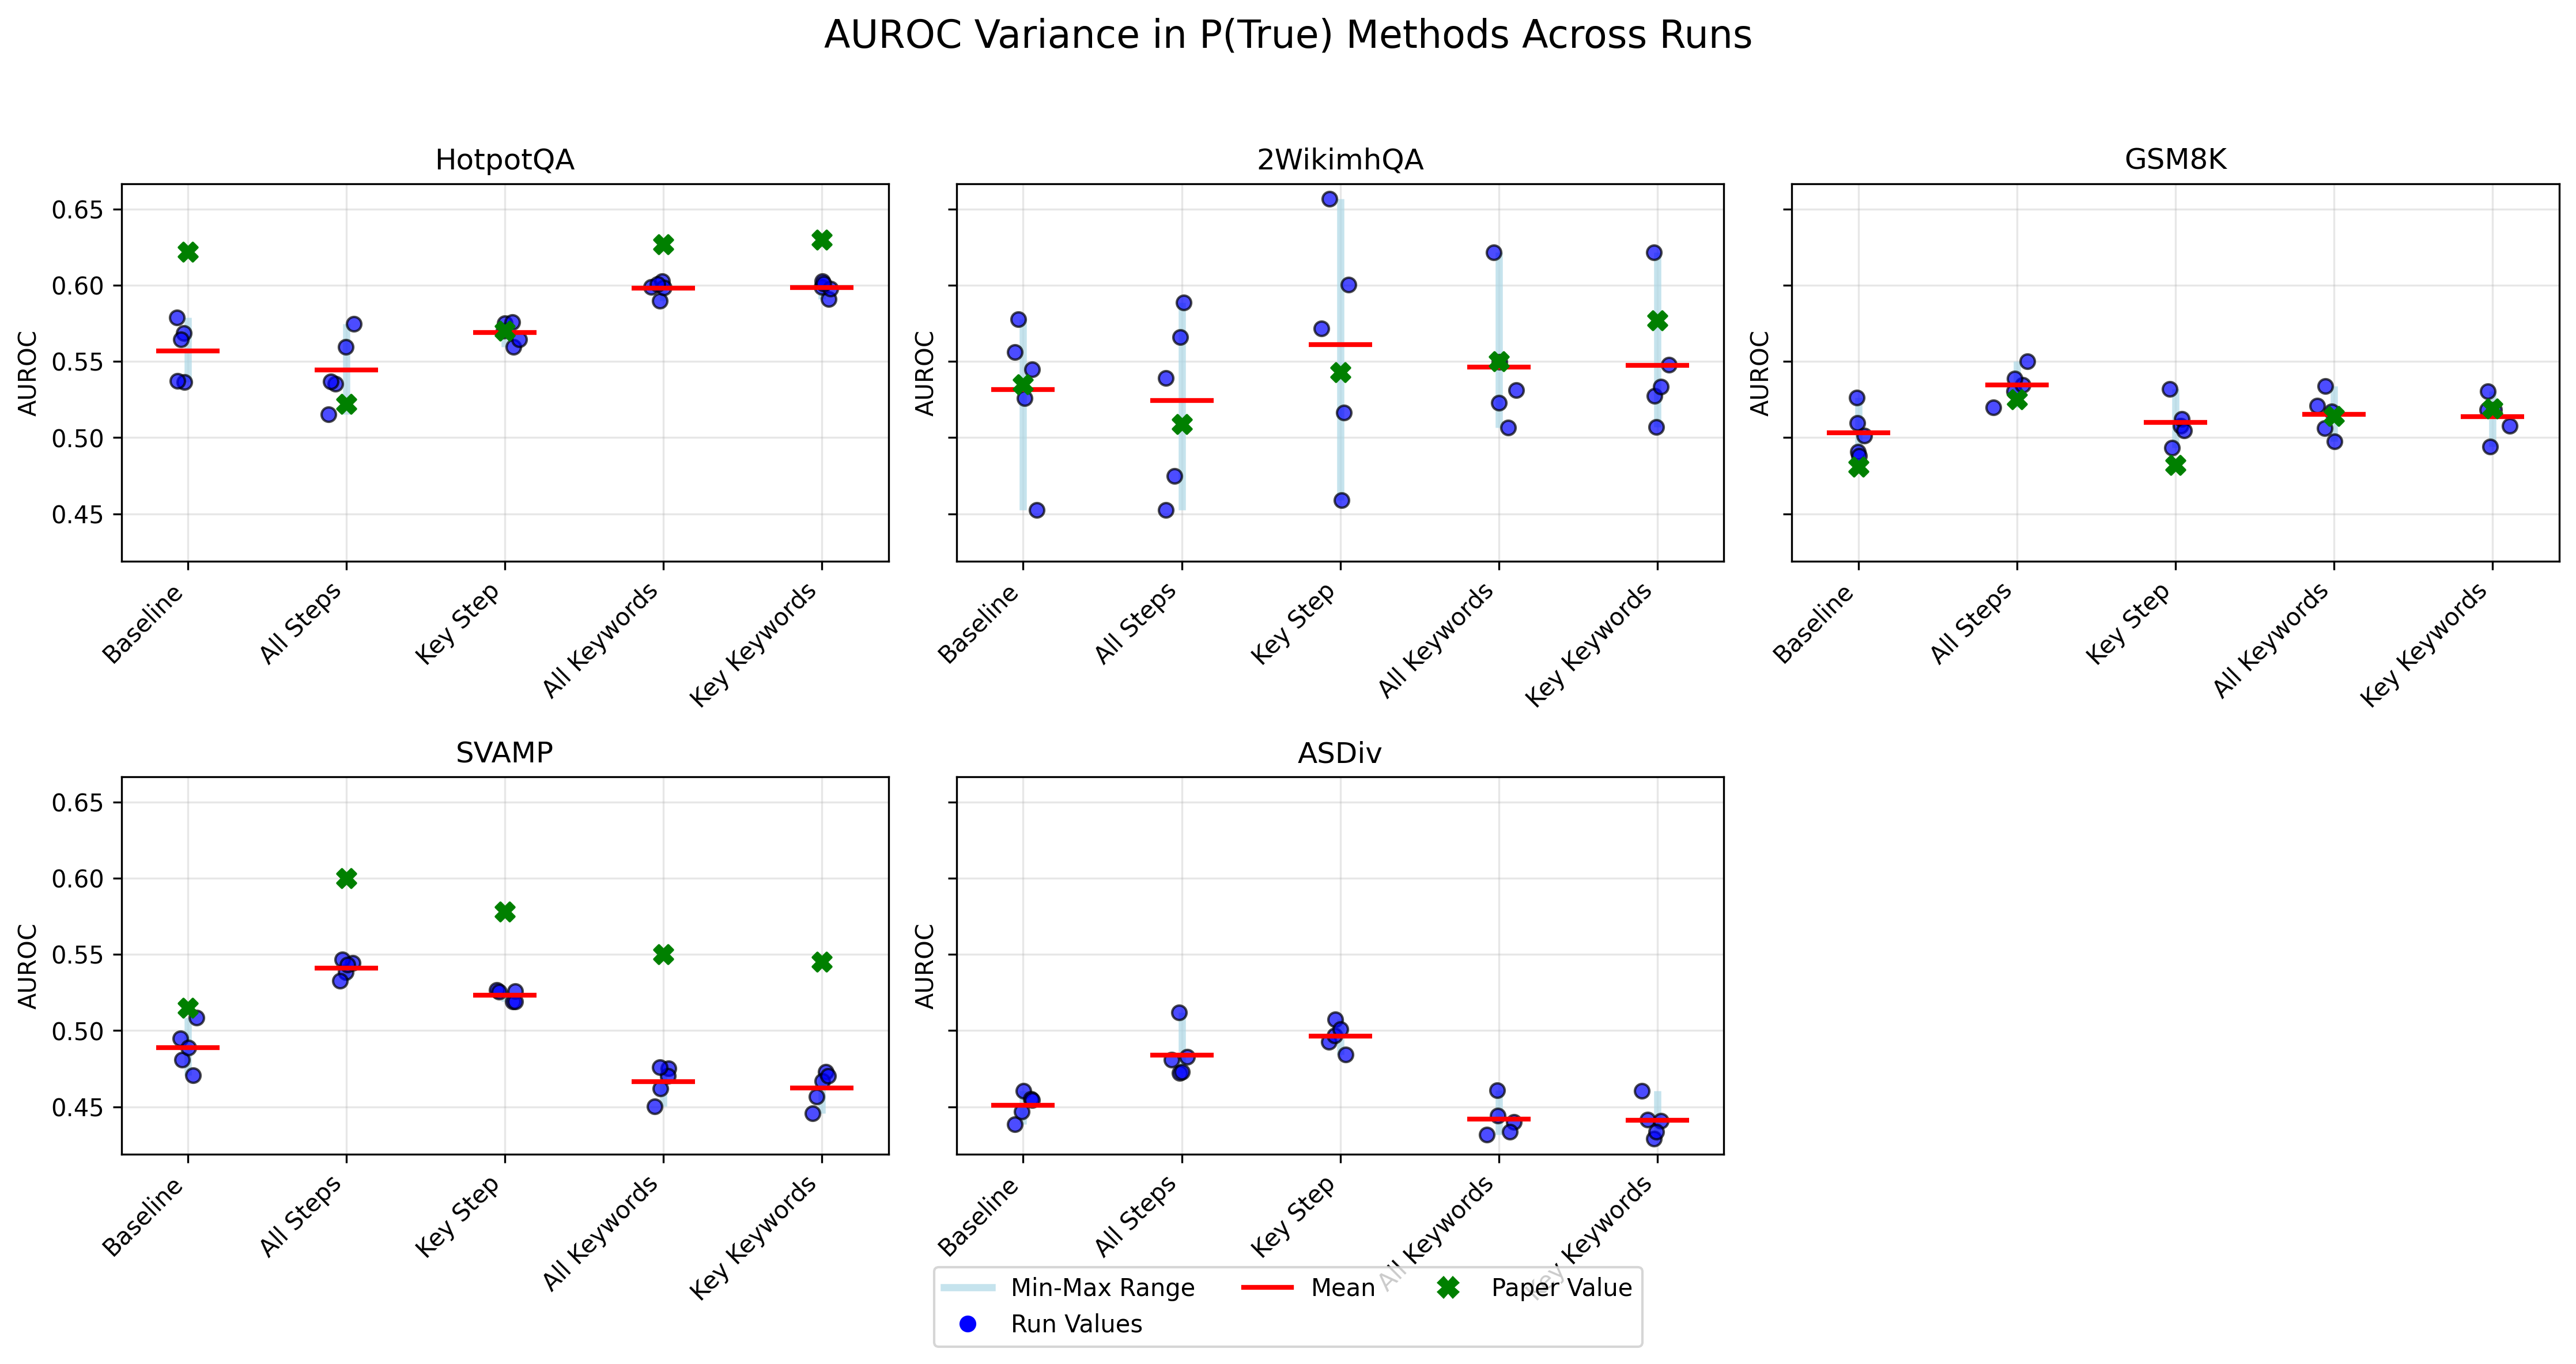 AUROC Variance in P(True) Methods Across Runs
HotpotQA
AUROC
0.65
0.60
0.55
0.50
0.45
Baseline
All Steps
Key Step
All Keywords
Key Keywords
2WikimhQA
AUROC
Baseline
All Steps
Key Step
All Keywords
Key Keywords
GSM8K
AUROC
Baseline
All Steps
Key Step
All Keywords
Key Keywords
SVAMP
AUROC
0.65
0.60
0.55
0.50
0.45
Baseline
All Steps
Key Step
All Keywords
Key Keywords
ASDiv
AUROC
Baseline
All Steps
Key Step
All Keywords
Key Keywords
Min-Max Range
Run Values
Mean
Paper Value